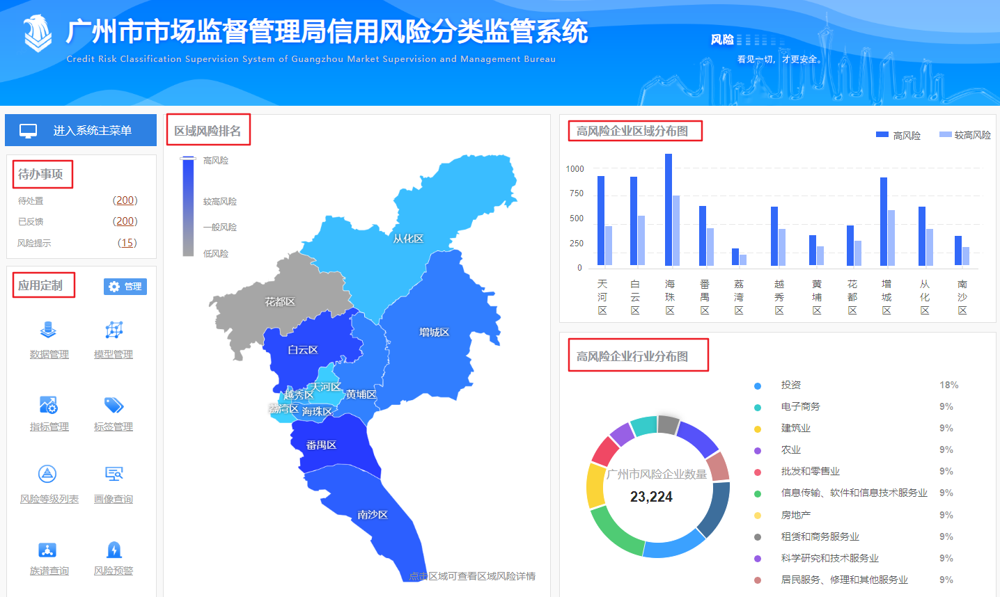 广州市市场监督管理局信用风险分类监管系统
Credit Risk Classification Supervision System of Guangzhou Market Supervision and Management Bureau
风险
看见一切，才更安全。
进入系统主菜单
待办事项
待处置 (200)
已反馈 (200)
风险提示 (15)
应用定制
管理
数据管理 模型管理
指标管理 标签管理
风险等级列表 画像查询
族谱查询 风险预警
区域风险排名
高风险
较高风险
一般风险
低风险
从化区
花都区
增城区
白云区
天河区
越秀区
黄埔区
荔湾区
海珠区
番禺区
南沙区
点击区域可查看区域风险详情
高风险企业区域分布图
高风险 较高风险
1000
750
500
250
0
天河区 白云区 海珠区 番禺区 荔湾区 越秀区 黄埔区 花都区 增城区 从化区 南沙区
高风险企业行业分布图
广州市风险企业数量
23,224
投资 18%
电子商务 9%
建筑业 9%
农业 9%
批发和零售业 9%
信息传输、软件和信息技术服务业 9%
房地产 9%
租赁和商务服务业 9%
科学研究和技术服务业 9%
居民服务、修理和其他服务业 9%